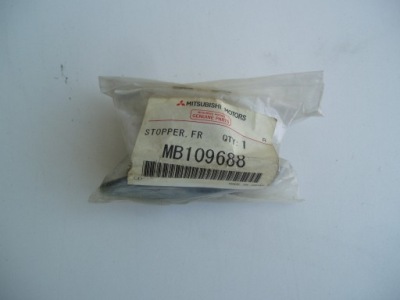 MITSUBISHI MOTORS
GENUINE PARTS
STOPPER, FR QTY: 1
MB109688